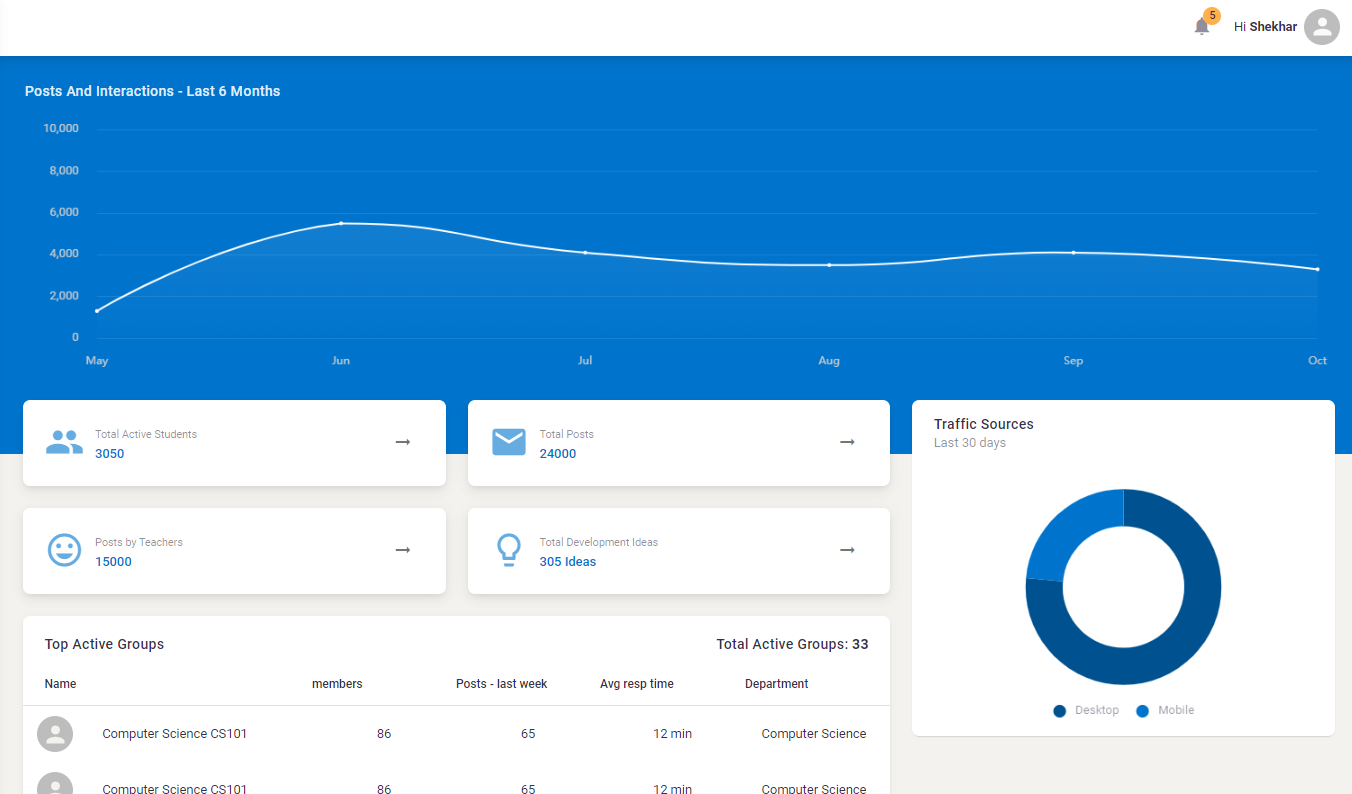 5
Hi Shekhar
Posts And Interactions - Last 6 Months
10,000
8,000
6,000
4,000
2,000
0
May Jun Jul Aug Sep Oct
Total Active Students
3050
Total Posts
24000
Posts by Teachers
15000
Total Development Ideas
305 Ideas
Traffic Sources
Last 30 days
Desktop Mobile
Top Active Groups Total Active Groups: 33
Name members Posts - last week Avg resp time Department
Computer Science CS101 86 65 12 min Computer Science
Computer Science CS101 86 65 12 min Computer Science